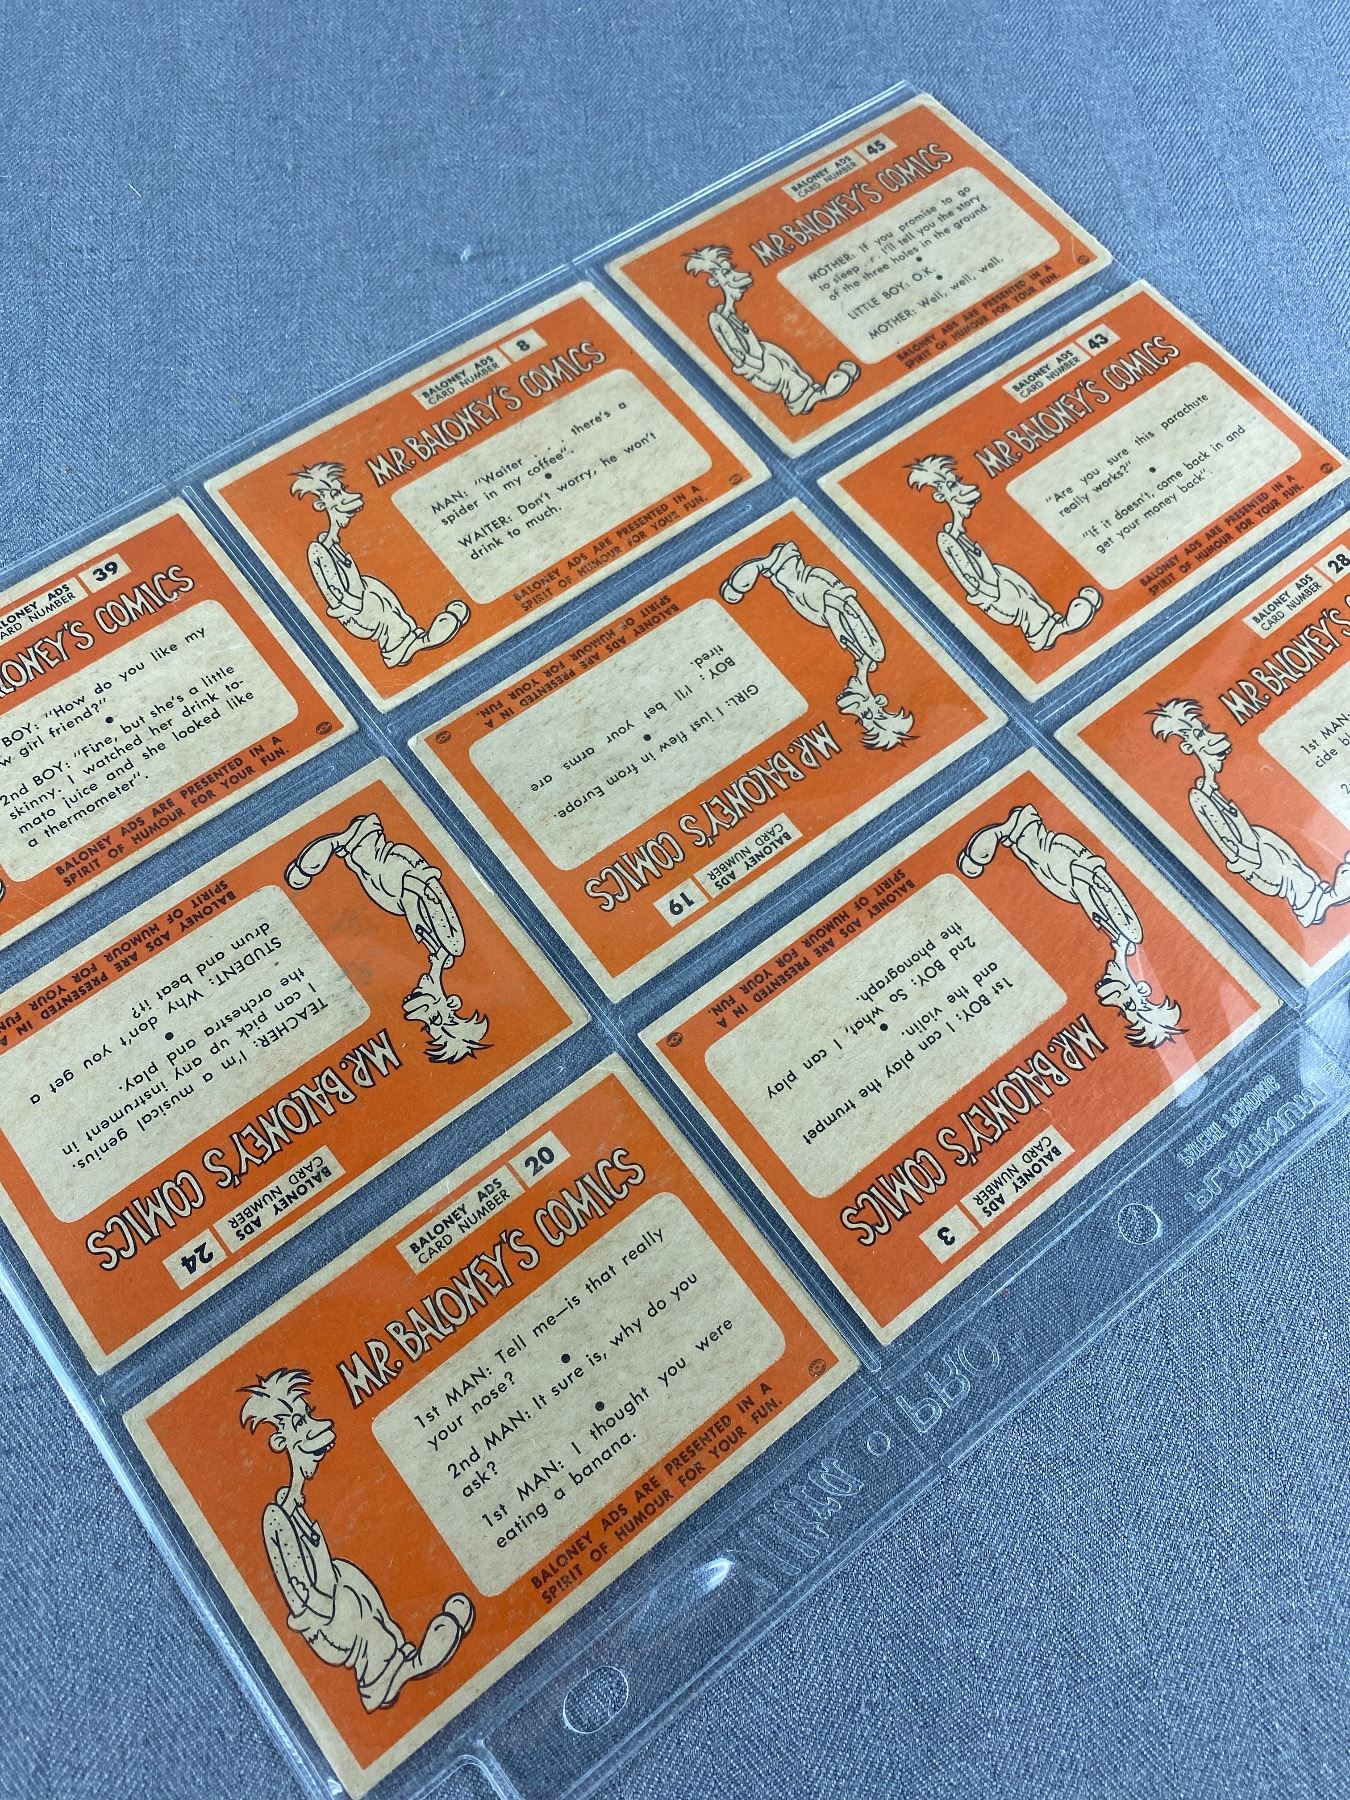 BALONEY ADS
CARD NUMBER
45
MR. BALONEY'S COMICS
MOTHER: If you promise to go
to sleep I'll tell you the story
of the three holes in the ground.
LITTLE BOY: O.K.
MOTHER: Well, well, well.
BALONEY ADS ARE PRESENTED IN A
SPIRIT OF HUMOUR FOR YOUR FUN.
BALONEY ADS
CARD NUMBER
8
MR. BALONEY'S COMICS
MAN: "Waiter . . . there's a
spider in my coffee".
WAITER: Don't worry, he won't
drink to much.
BALONEY ADS ARE PRESENTED IN A
SPIRIT OF HUMOUR FOR YOUR FUN.
BALONEY ADS
CARD NUMBER
43
MR. BALONEY'S COMICS
"Are you sure this parachute
really works?"
"If it doesn't, come back in and
get your money back"
BALONEY ADS ARE PRESENTED IN A
SPIRIT OF HUMOUR FOR YOUR FUN.
BALONEY ADS
ARD NUMBER
39
LONEY'S COMICS
BOY: "How do you like my
w girl friend?"
2nd BOY: "Fine, but she's a little
skinny. I watched her drink to-
mato juice and she looked like
a thermometer".
BALONEY ADS ARE PRESENTED IN A
SPIRIT OF HUMOUR FOR YOUR FUN.
BALONEY ADS
CARD NUMBER
19
MR. BALONEY'S COMICS
GIRL: I just flew in from Europe.
BOY: I'll bet your arms are
tired.
BALONEY ADS ARE PRESENTED IN A
SPIRIT OF HUMOUR FOR YOUR FUN.
BALONEY ADS
CARD NUMBER
28
MR. BALONEY'S
1st MAN:
side bl
2
BALONEY ADS
CARD NUMBER
24
MR. BALONEY'S COMICS
TEACHER: I'm a musical genius.
I can pick up any instrument in
the orchestra and play.
STUDENT: Why don't you get a
drum and beat it?
BALONEY ADS ARE PRESENTED IN A
SPIRIT OF HUMOUR FOR YOUR FUN.
BALONEY ADS
CARD NUMBER
3
MR. BALONEY'S COMICS
1st BOY: I can play the trumpet
and the violin.
2nd BOY: So what, I can play
the phonograph.
BALONEY ADS ARE PRESENTED IN A
SPIRIT OF HUMOUR FOR YOUR FUN.
BALONEY ADS
CARD NUMBER
20
MR. BALONEY'S COMICS
1st MAN: Tell me—is that really
your nose?
2nd MAN: It sure is, why do you
ask?
1st MAN: I thought you were
eating a banana.
BALONEY ADS ARE PRESENTED IN A
SPIRIT OF HUMOUR FOR YOUR FUN.